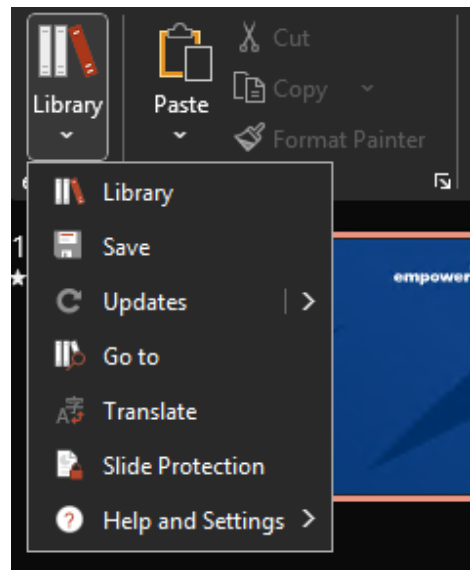 Library
Paste
Cut
Copy
Format Painter
Library
Save
Updates
Go to
Translate
Slide Protection
Help and Settings
1
empower